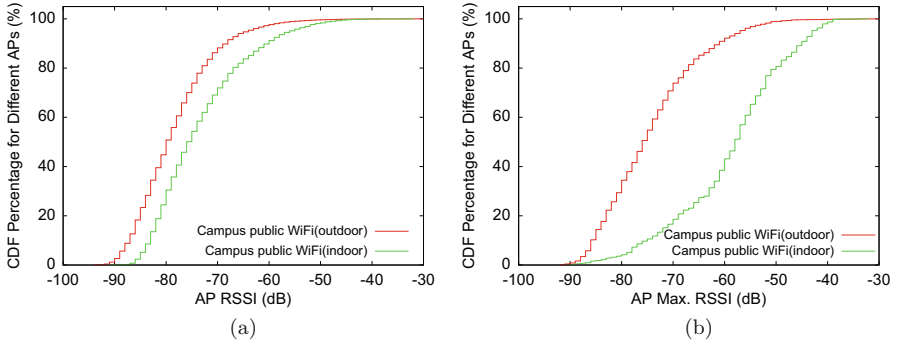 CDF Percentage for Different APs (%)
100
80
60
40
20
0
Campus public WiFi(outdoor)
Campus public WiFi(indoor)
-100 -90 -80 -70 -60 -50 -40 -30
AP RSSI (dB)
(a)
CDF Percentage for Different APs (%)
100
80
60
40
20
0
Campus public WiFi(outdoor)
Campus public WiFi(indoor)
-100 -90 -80 -70 -60 -50 -40 -30
AP Max. RSSI (dB)
(b)